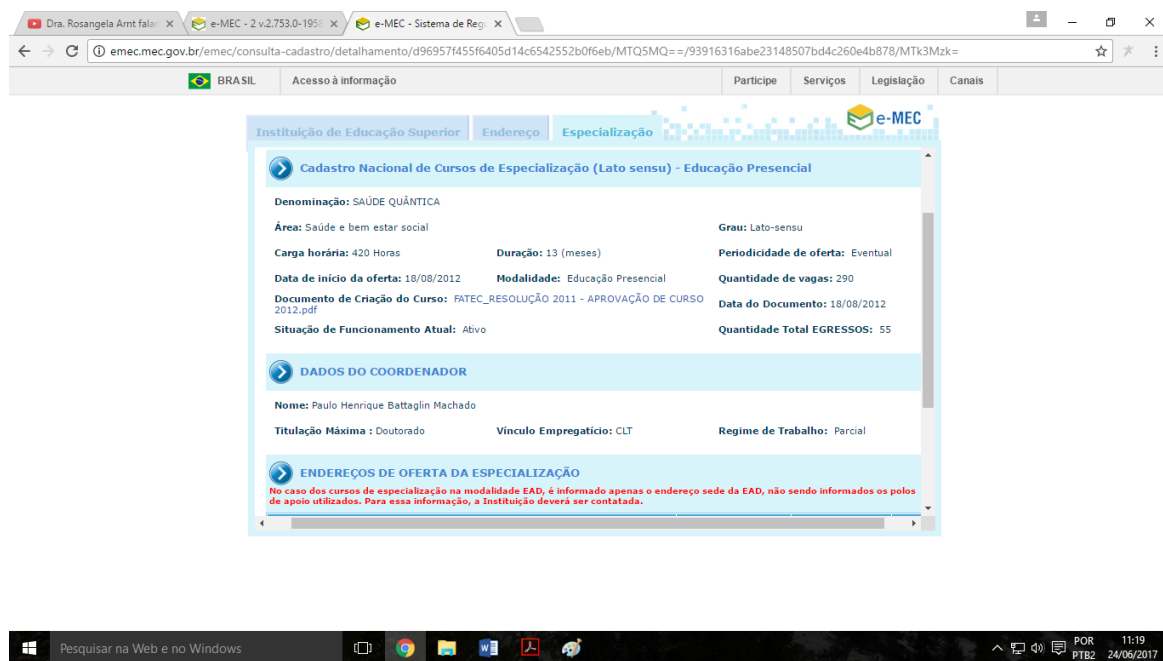 Dra. Rosangela Arnt falar
e-MEC - 2 v.2.753.0-1958
e-MEC - Sistema de Regu
emec.mec.gov.br/emec/consulta-cadastro/detalhamento/d96957f455f6405d14c6542552b0f6eb/MTQ5MQ==/93916316abe23148507bd4c260e4b878/MTk3Mzk=
BRASIL Acesso à informação Participe Serviços Legislação Canais
Instituição de Educação Superior Endereço Especialização e-MEC
Cadastro Nacional de Cursos de Especialização (Lato sensu) - Educação Presencial
Denominação: SAÚDE QUÂNTICA
Área: Saúde e bem estar social Grau: Lato-sensu
Carga horária: 420 Horas Duração: 13 (meses) Periodicidade de oferta: Eventual
Data de início da oferta: 18/08/2012 Modalidade: Educação Presencial Quantidade de vagas: 290
Documento de Criação do Curso: FATEC_RESOLUÇÃO 2011 - APROVAÇÃO DE CURSO
2012.pdf
Data do Documento: 18/08/2012
Situação de Funcionamento Atual: Ativo Quantidade Total EGRESSOS: 55
DADOS DO COORDENADOR
Nome: Paulo Henrique Battaglin Machado
Titulação Máxima : Doutorado Vínculo Empregatício: CLT Regime de Trabalho: Parcial
ENDEREÇOS DE OFERTA DA ESPECIALIZAÇÃO
No caso dos cursos de especialização na modalidade EAD, é informado apenas o endereço sede da EAD, não sendo informados os polos
de apoio utilizados. Para essa informação, a Instituição deverá ser contatada.
Pesquisar na Web e no Windows
POR 11:19
PTB2 24/06/2017